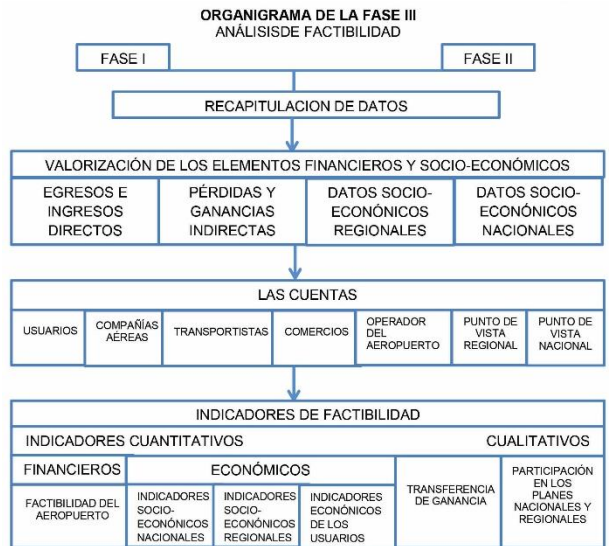 ORGANIGRAMA DE LA FASE III
ANÁLISISDE FACTIBILIDAD
FASE I
FASE II
RECAPITULACION DE DATOS
VALORIZACIÓN DE LOS ELEMENTOS FINANCIEROS Y SOCIO-ECONÓMICOS
EGRESOS E
INGRESOS
DIRECTOS
PÉRDIDAS Y
GANANCIAS
INDIRECTAS
DATOS SOCIO-
ECONÓNICOS
REGIONALES
DATOS SOCIO-
ECONÓNICOS
NACIONALES
LAS CUENTAS
USUARIOS
COMPAÑÍAS
AÉREAS
TRANSPORTISTAS
COMERCIOS
OPERADOR
DEL
AEROPUERTO
PUNTO DE
VISTA
REGIONAL
PUNTO DE
VISTA
NACIONAL
INDICADORES DE FACTIBILIDAD
INDICADORES CUANTITATIVOS
CUALITATIVOS
FINANCIEROS
ECONÓMICOS
FACTIBILIDAD DEL
AEROPUERTO
INDICADORES
SOCIO-
ECONÓNICOS
NACIONALES
INDICADORES
SOCIO-
ECONÓNICOS
REGIONALES
INDICADORES
ECONÓNICOS
DE LOS
USUARIOS
TRANSFERENCIA
DE GANANCIA
PARTICIPACIÓN
EN LOS
PLANES
NACIONALES Y
REGIONALES